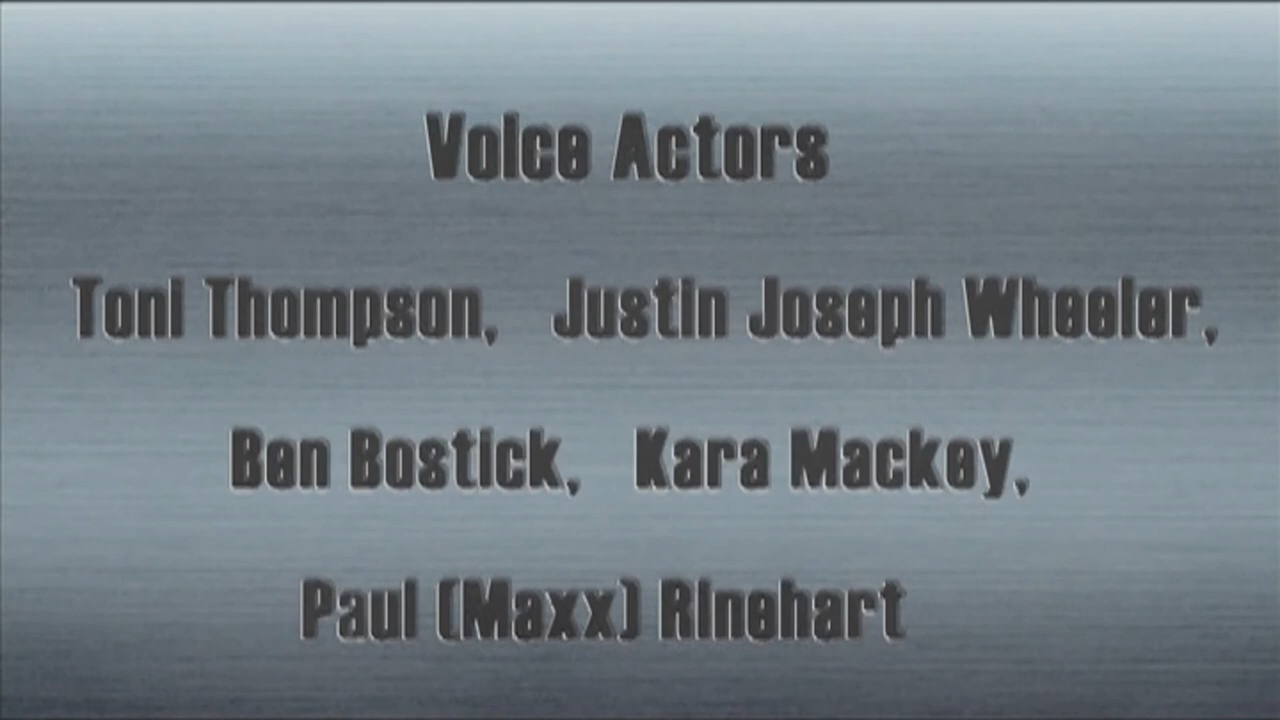 Voice Actors
Toni Thompson, Justin Joseph Wheeler,
Ben Bostick, Kara Mackey,
Paul (Maxx) Rinehart